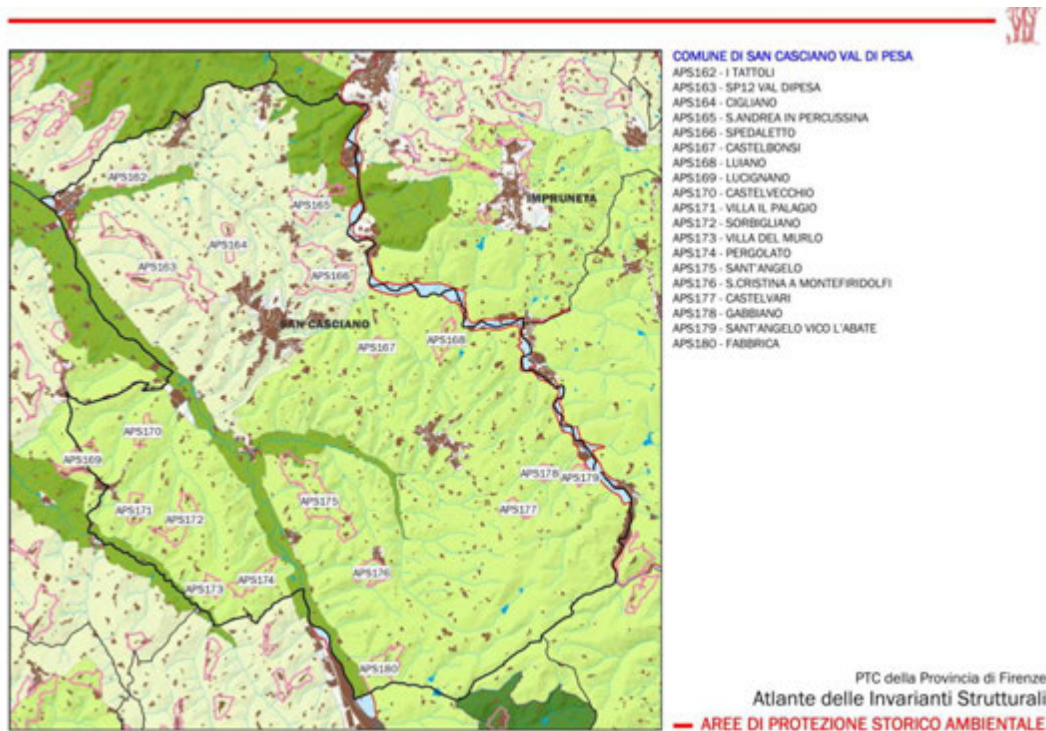 COMUNE DI SAN CASCIANO VAL DI PESA
APS162 - I TATTOLI
APS163 - SP12 VAL DIPESA
APS164 - CIGLIANO
APS165 - S.ANDREA IN PERCUSSINA
APS166 - SPEDALETTO
APS167 - CASTELBONSI
APS168 - LUIANO
APS169 - LUCIGNANO
APS170 - CASTELVECCHIO
APS171 - VILLA IL PALAGIO
APS172 - SORBIGLIANO
APS173 - VILLA DEL MURLO
APS174 - PERGOLATO
APS175 - SANT'ANGELO
APS176 - S.CRISTINA A MONTEFIRIDOLFI
APS177 - CASTELVARI
APS178 - GABBIANO
APS179 - SANT'ANGELO VICO L'ABATE
APS180 - FABBRICA
APS162
IMPRUNETA
APS165
APS164
APS163
APS166
SAN CASCIANO
APS168
APS167
APS170
APS169
APS178
APS179
APS175
APS171
APS177
APS172
APS176
APS174
APS173
APS180
PTC della Provincia di Firenze
Atlante delle Invarianti Strutturali
AREE DI PROTEZIONE STORICO AMBIENTALE